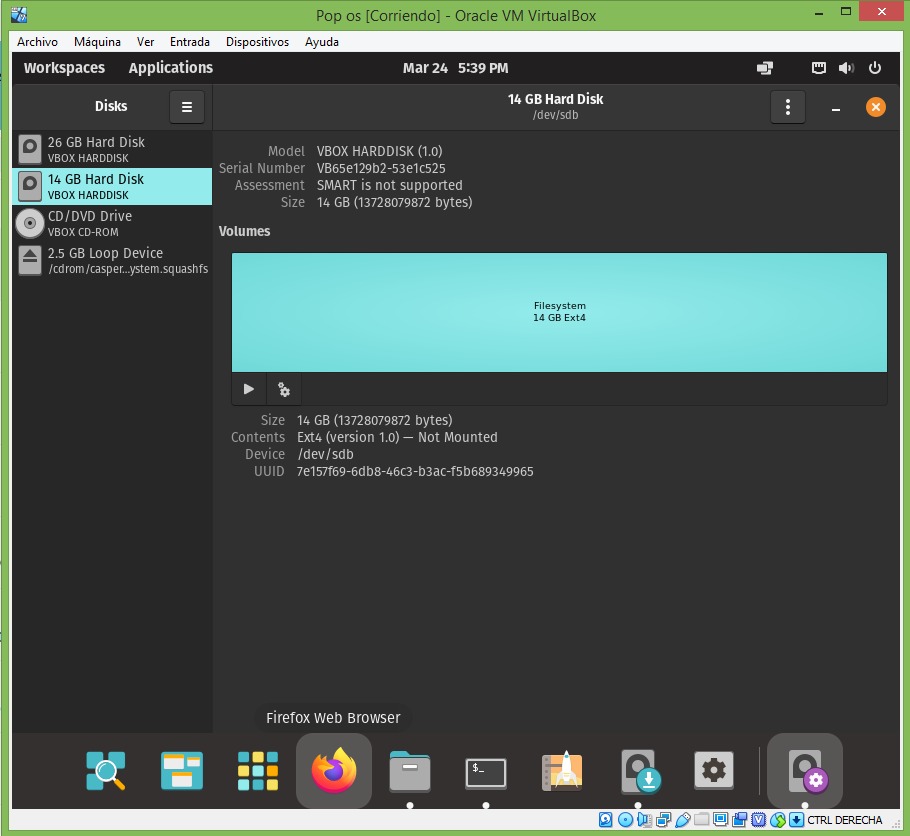 Pop os [Corriendo] - Oracle VM VirtualBox
Archivo Máquina Ver Entrada Dispositivos Ayuda
Workspaces Applications Mar 24 5:39 PM
Disks
14 GB Hard Disk
/dev/sdb
26 GB Hard Disk
VBOX HARDDISK
14 GB Hard Disk
VBOX HARDDISK
CD/DVD Drive
VBOX CD-ROM
2.5 GB Loop Device
/cdrom/casper...ystem.squashfs
Model VBOX HARDDISK (1.0)
Serial Number VB65e129b2-53e1c525
Assessment SMART is not supported
Size 14 GB (13728079872 bytes)
Volumes
Filesystem
14 GB Ext4
Size 14 GB (13728079872 bytes)
Contents Ext4 (version 1.0) — Not Mounted
Device /dev/sdb
UUID 7e157f69-6db8-46c3-b3ac-f5b689349965
Firefox Web Browser
$_
CTRL DERECHA